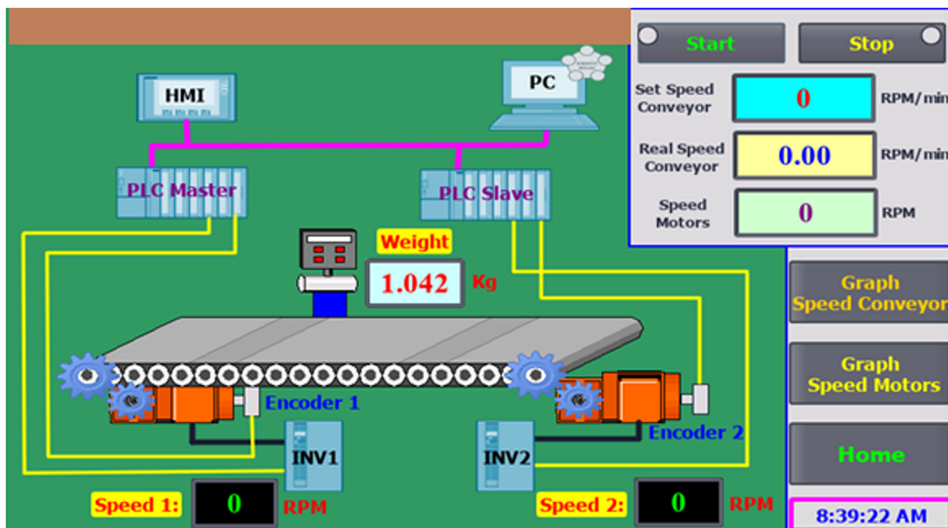 Start
Stop
PC
HMI
Set Speed
Conveyor
0
RPM/min
Real Speed
Conveyor
0.00
RPM/min
PLC Master
PLC Slave
Speed
Motors
0
RPM
Weight
1.042
Kg
Graph
Speed Conveyor
Graph
Speed Motors
Encoder 1
Encoder 2
INV1
INV2
Home
Speed 1:
0
RPM
Speed 2:
0
RPM
8:39:22 AM